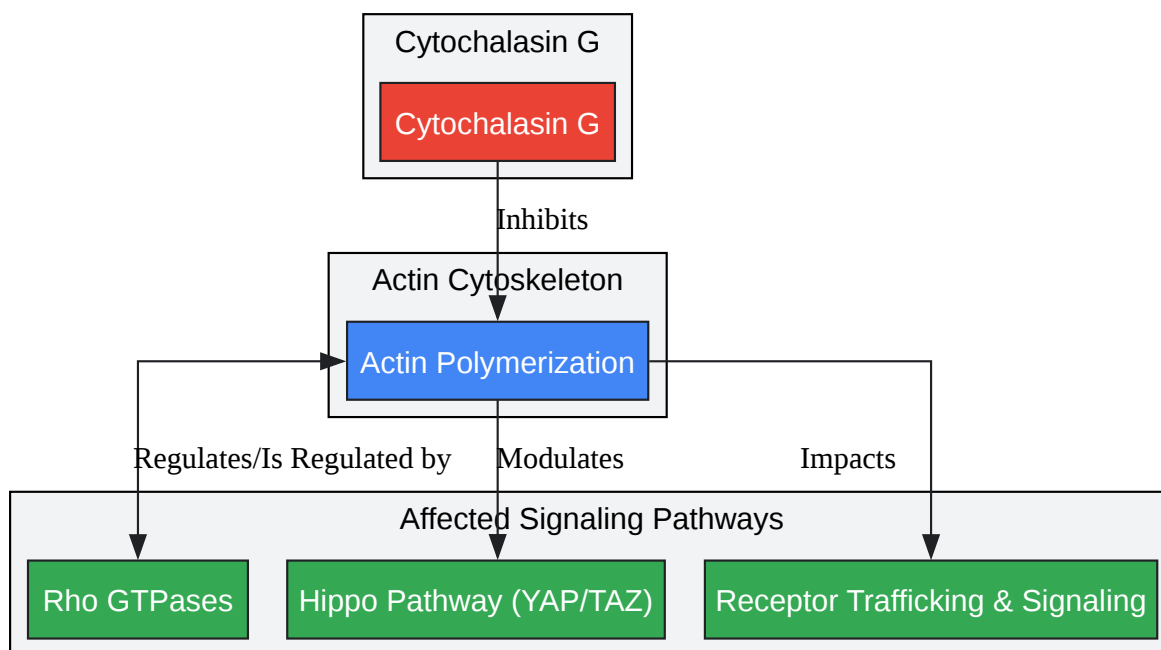 Cytochalasin G
Cytochalasin G
Inhibits
Actin Cytoskeleton
Actin Polymerization
Regulates/Is Regulated by
Modulates
Impacts
Affected Signaling Pathways
Rho GTPases
Hippo Pathway (YAP/TAZ)
Receptor Trafficking & Signaling